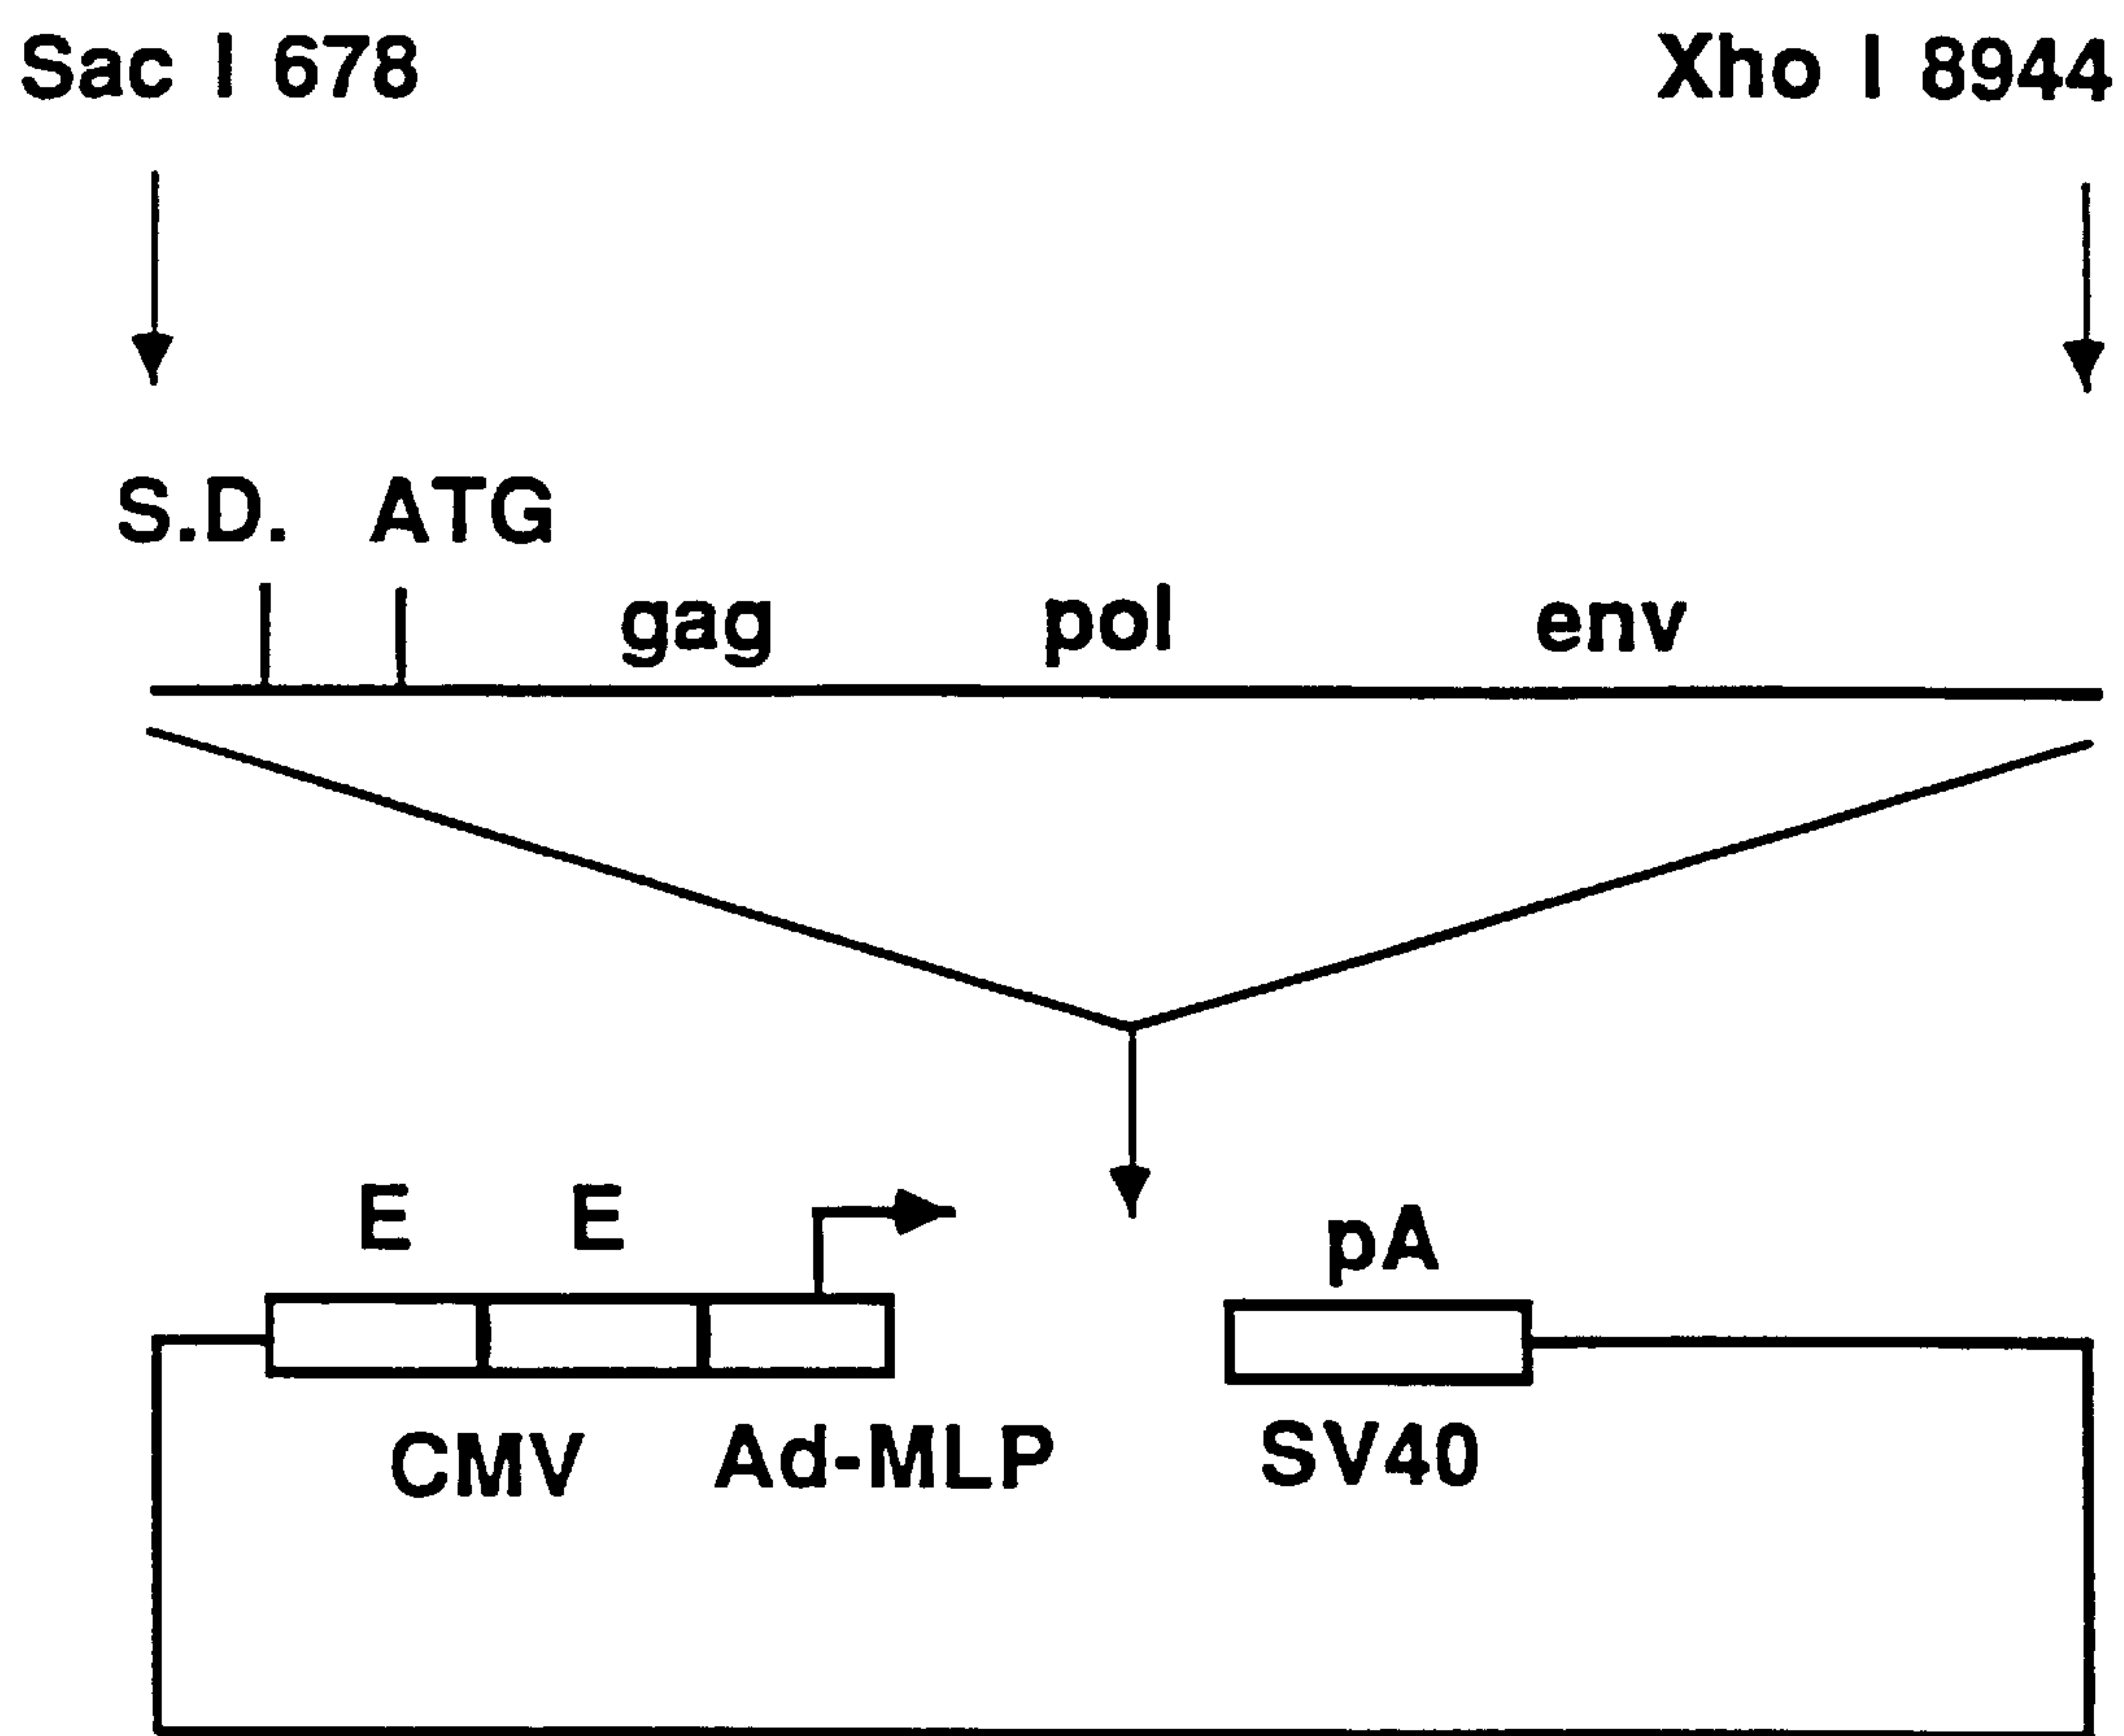 Sac I 678 Xho I 8944
S.D. ATG
gag pol env
E E pA
CMV Ad-MLP SV40